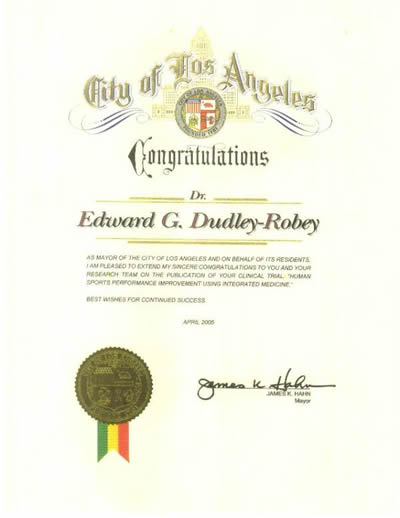 City of Los Angeles
Congratulations
Dr.
Edward G. Dudley-Robey
AS MAYOR OF THE CITY OF LOS ANGELES AND ON BEHALF OF ITS RESIDENTS,
I AM PLEASED TO EXTEND MY SINCERE CONGRATULATIONS TO YOU AND YOUR
RESEARCH TEAM ON THE PUBLICATION OF YOUR CLINICAL TRIAL, "HUMAN
SPORTS PERFORMANCE IMPROVEMENT USING INTEGRATED MEDICINE."
BEST WISHES FOR CONTINUED SUCCESS.
APRIL 2005
James K. Hahn
JAMES K. HAHN
Mayor